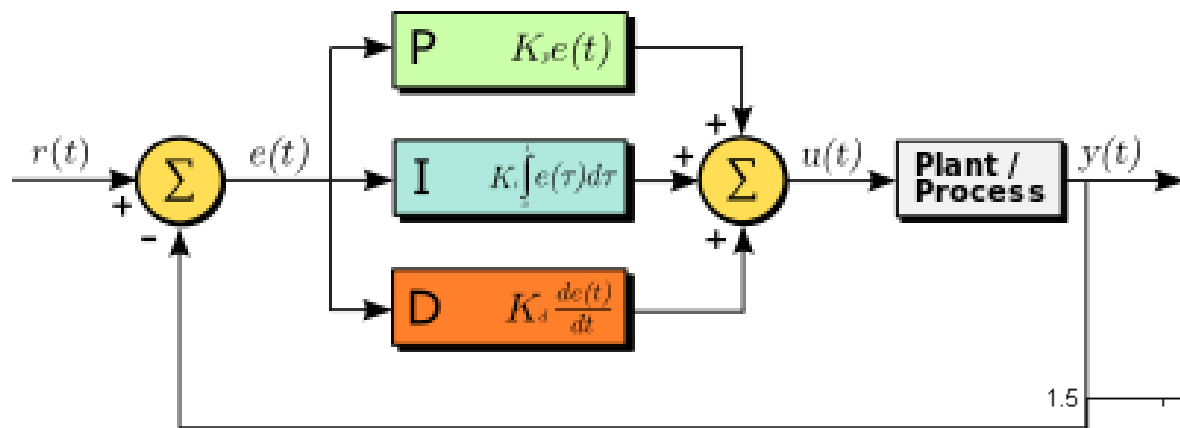 P K_p e(t)
r(t) e(t) I K_i ∫ e(τ)dτ u(t) Plant / y(t)
Process
Σ Σ
+ + + + -
D K_d de(t)/dt
1.5